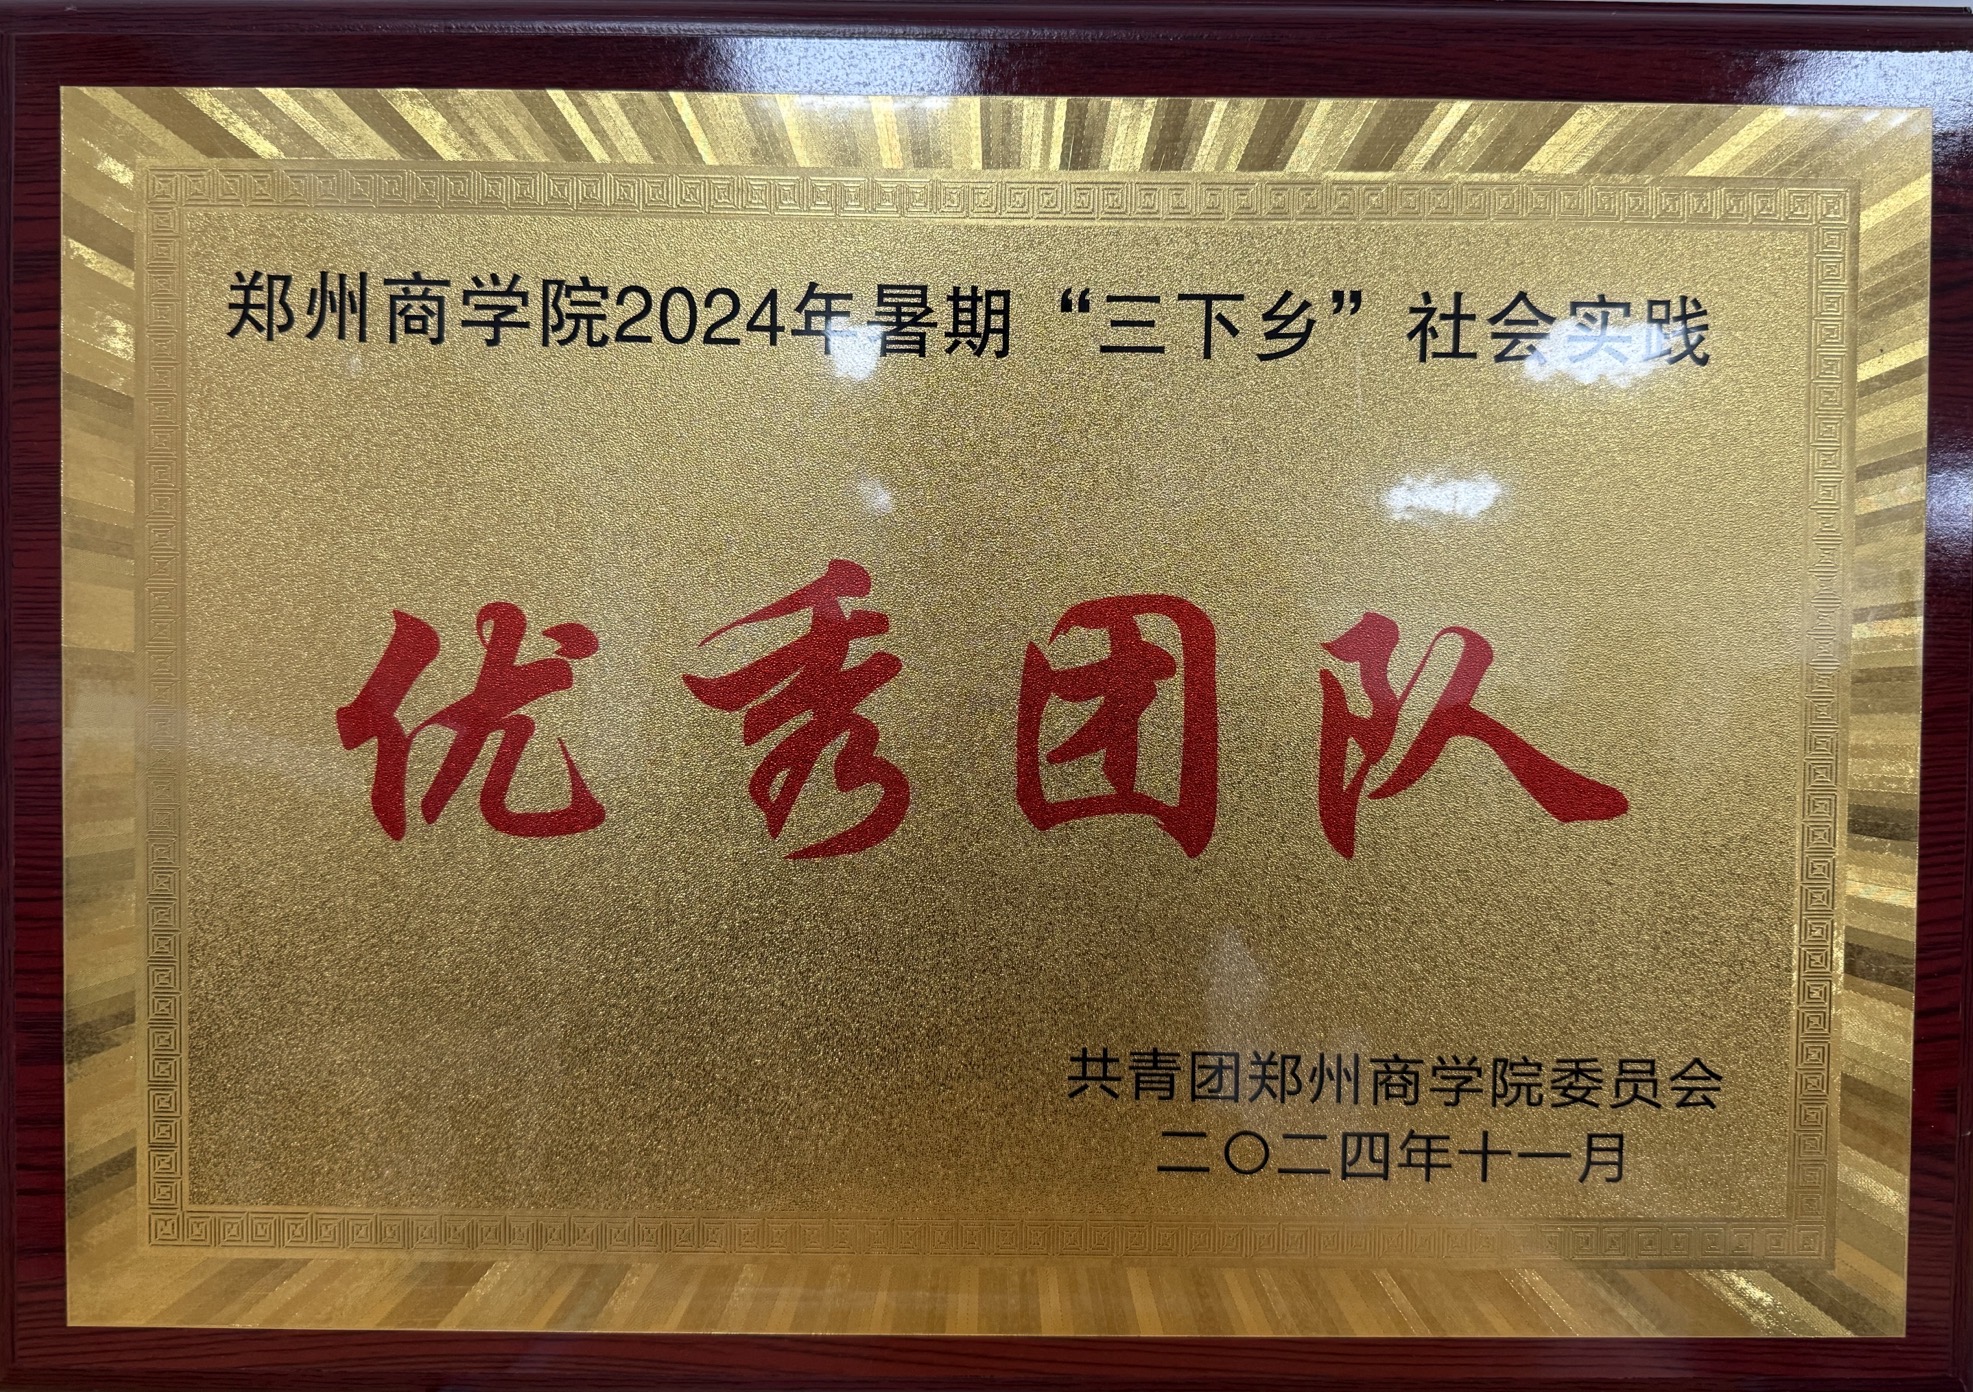 郑州商学院2024年暑期“三下乡”社会实践
优秀团队
共青团郑州商学院委员会
二〇二四年十一月